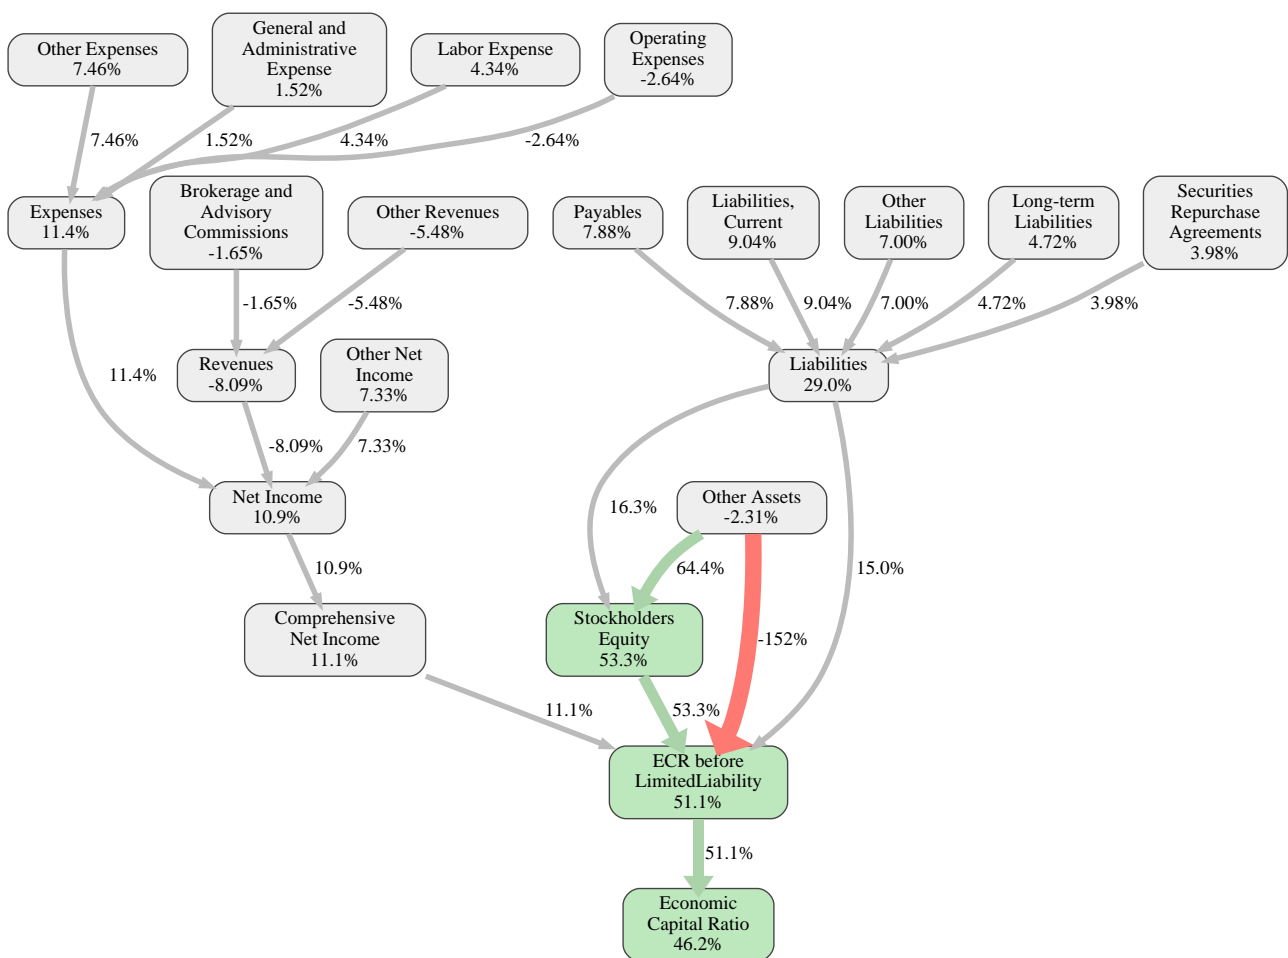 Other Expenses
7.46%
General and
Administrative
Expense
1.52%
Labor Expense
4.34%
Operating
Expenses
-2.64%
7.46%
1.52%
4.34%
-2.64%
Expenses
11.4%
Brokerage and
Advisory
Commissions
-1.65%
Other Revenues
-5.48%
Payables
7.88%
Liabilities,
Current
9.04%
Other
Liabilities
7.00%
Long-term
Liabilities
4.72%
Securities
Repurchase
Agreements
3.98%
-1.65%
-5.48%
7.88%
9.04%
7.00%
4.72%
3.98%
11.4%
Revenues
-8.09%
Other Net
Income
7.33%
Liabilities
29.0%
-8.09%
7.33%
Net Income
10.9%
16.3%
Other Assets
-2.31%
10.9%
64.4%
15.0%
Comprehensive
Net Income
11.1%
Stockholders
Equity
53.3%
-152%
11.1%
53.3%
ECR before
LimitedLiability
51.1%
51.1%
Economic
Capital Ratio
46.2%